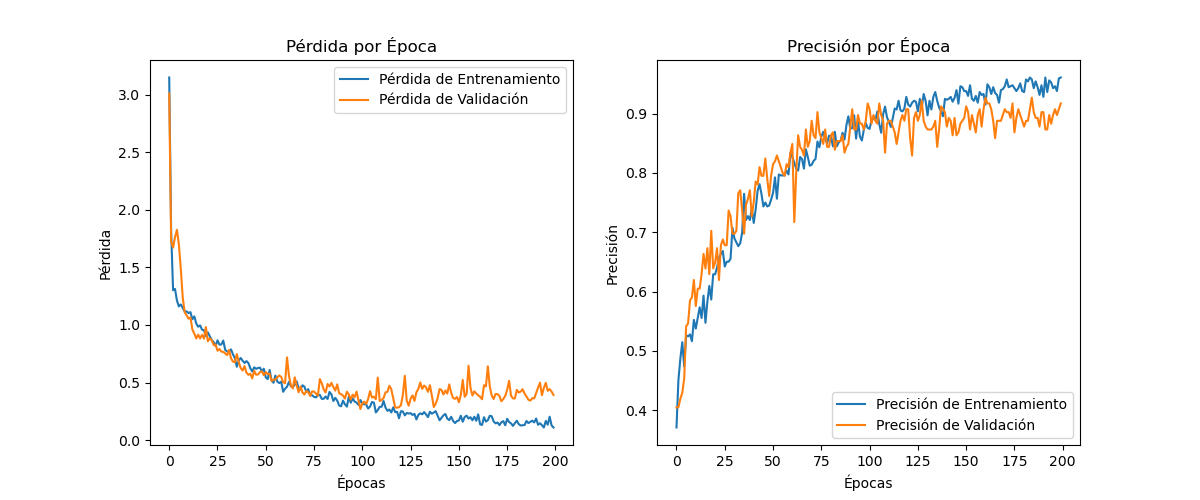 Pérdida por Época
Pérdida de Entrenamiento
Pérdida de Validación
3.0
2.5
2.0
1.5
1.0
0.5
0.0
Pérdida
0 25 50 75 100 125 150 175 200
Épocas
Precisión por Época
0.9
0.8
0.7
0.6
0.5
0.4
Precisión
Precisión de Entrenamiento
Precisión de Validación
0 25 50 75 100 125 150 175 200
Épocas